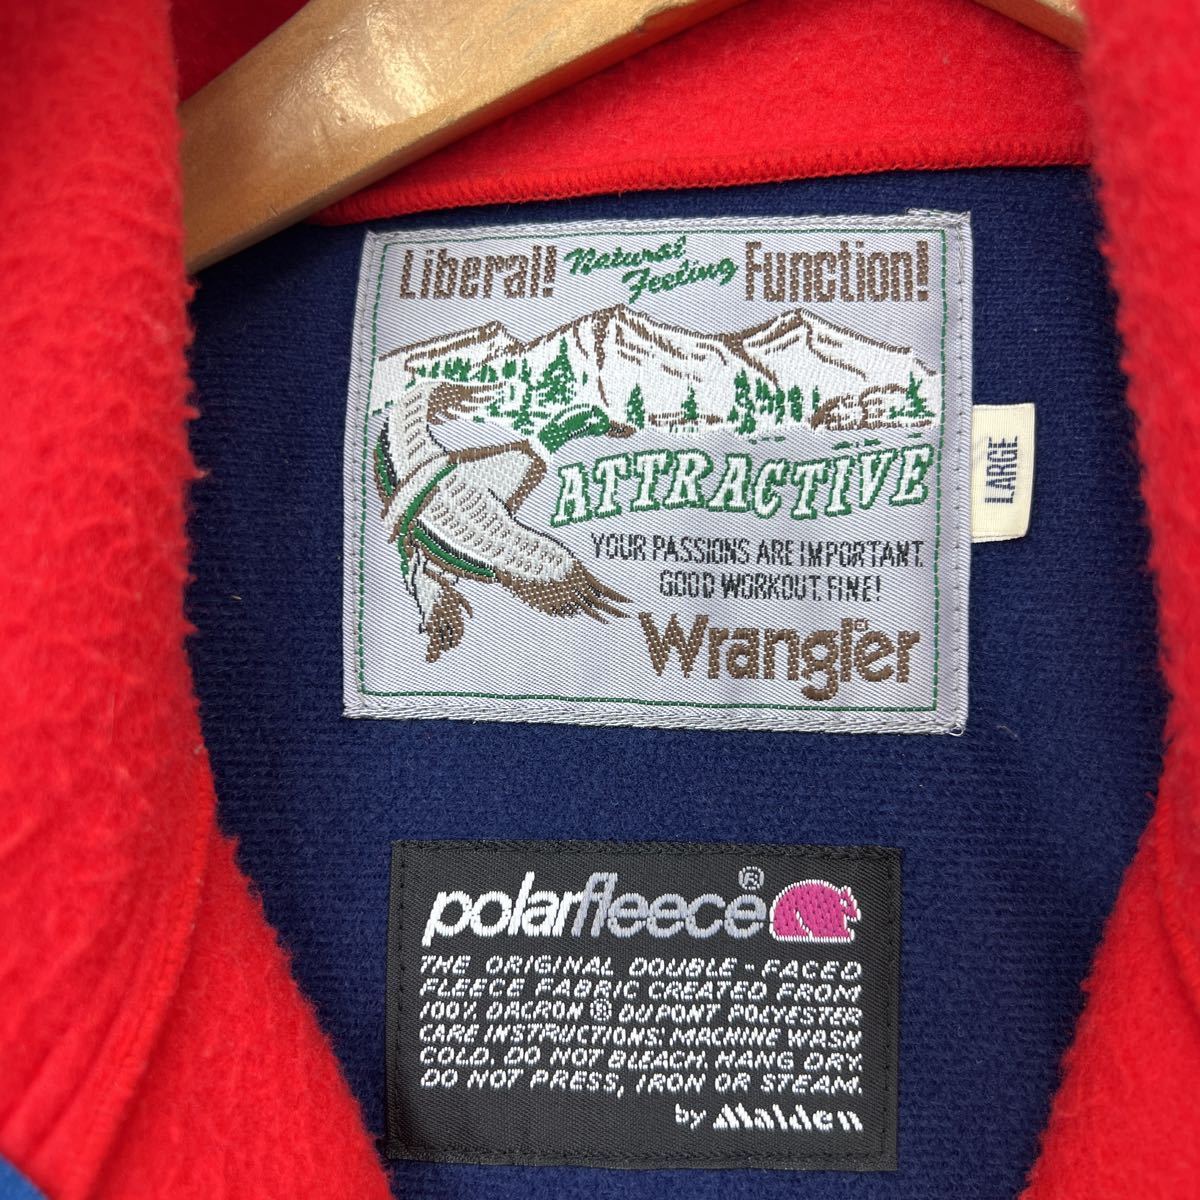 Liberal! Natural Feeling Function!
ATTRACTIVE
YOUR PASSIONS ARE IMPORTANT.
GOOD WORKOUT. FINE!
Wrangler®
LARGE
polarfleece®
THE ORIGINAL DOUBLE-FACED
FLEECE FABRIC CREATED FROM
100% DACRON® DU PONT POLYESTER
CARE INSTRUCTIONS: MACHINE WASH
COLD. DO NOT BLEACH. HANG DRY.
DO NOT PRESS, IRON OR STEAM.
by Malden